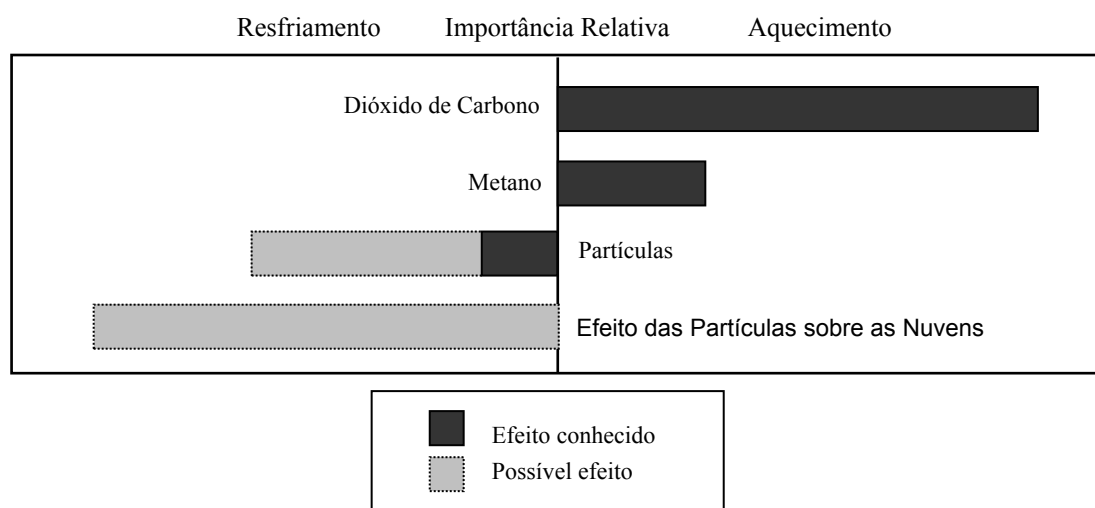 Resfriamento Importância Relativa Aquecimento
Dióxido de Carbono
Metano
Partículas
Efeito das Partículas sobre as Nuvens
Efeito conhecido
Possível efeito